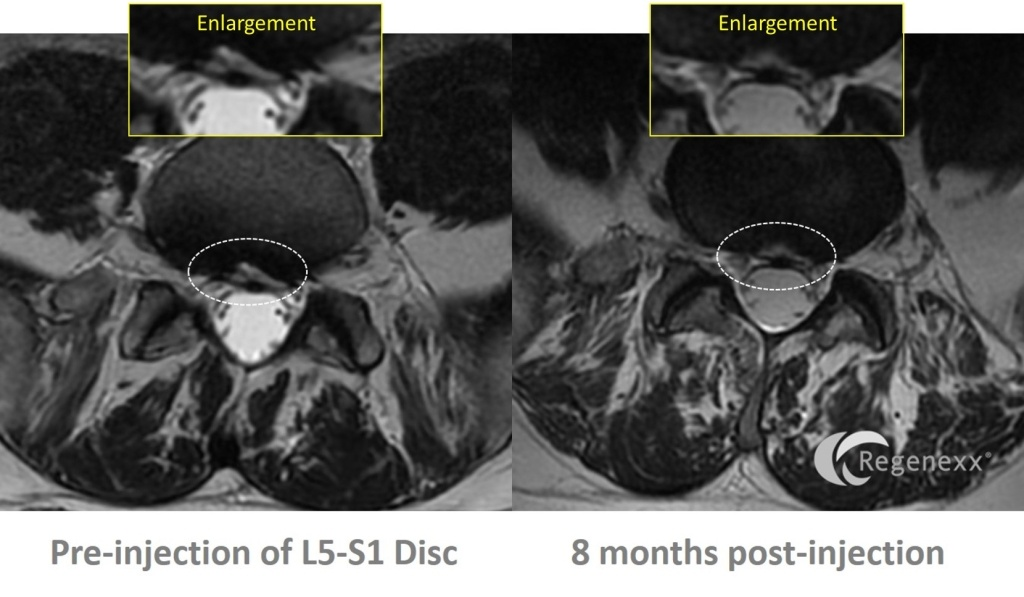 Enlargement
Enlargement
Regenexx®
Pre-injection of L5-S1 Disc
8 months post-injection